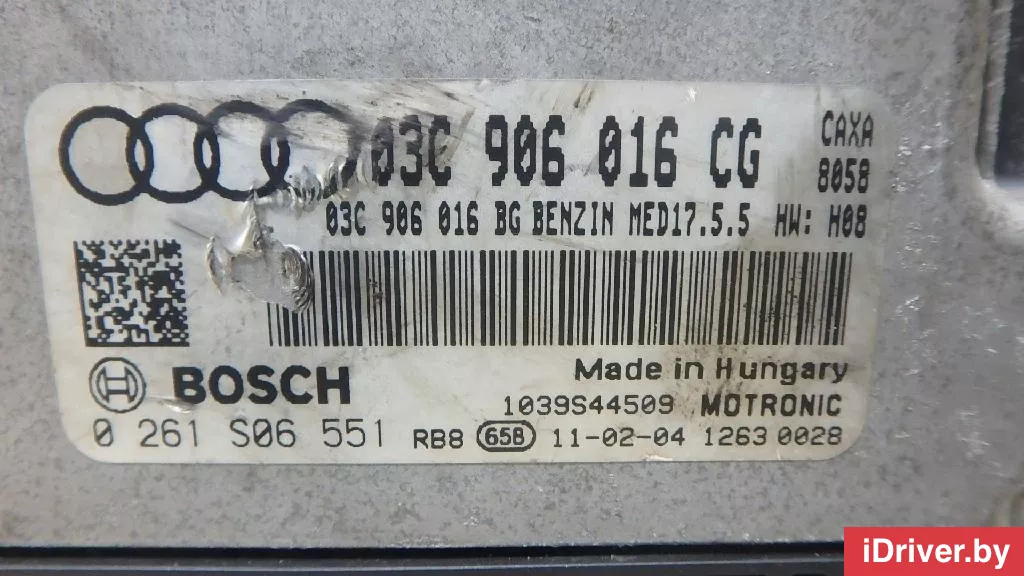 03C 906 016 CG CAXA
8058
03C 906 016 BG BENZIN MED17.5.5 HW: H08
BOSCH Made in Hungary
1039S44509 MOTRONIC
0 261 S06 551 RB8 65B 11-02-04 1263 0028
iDriver.by